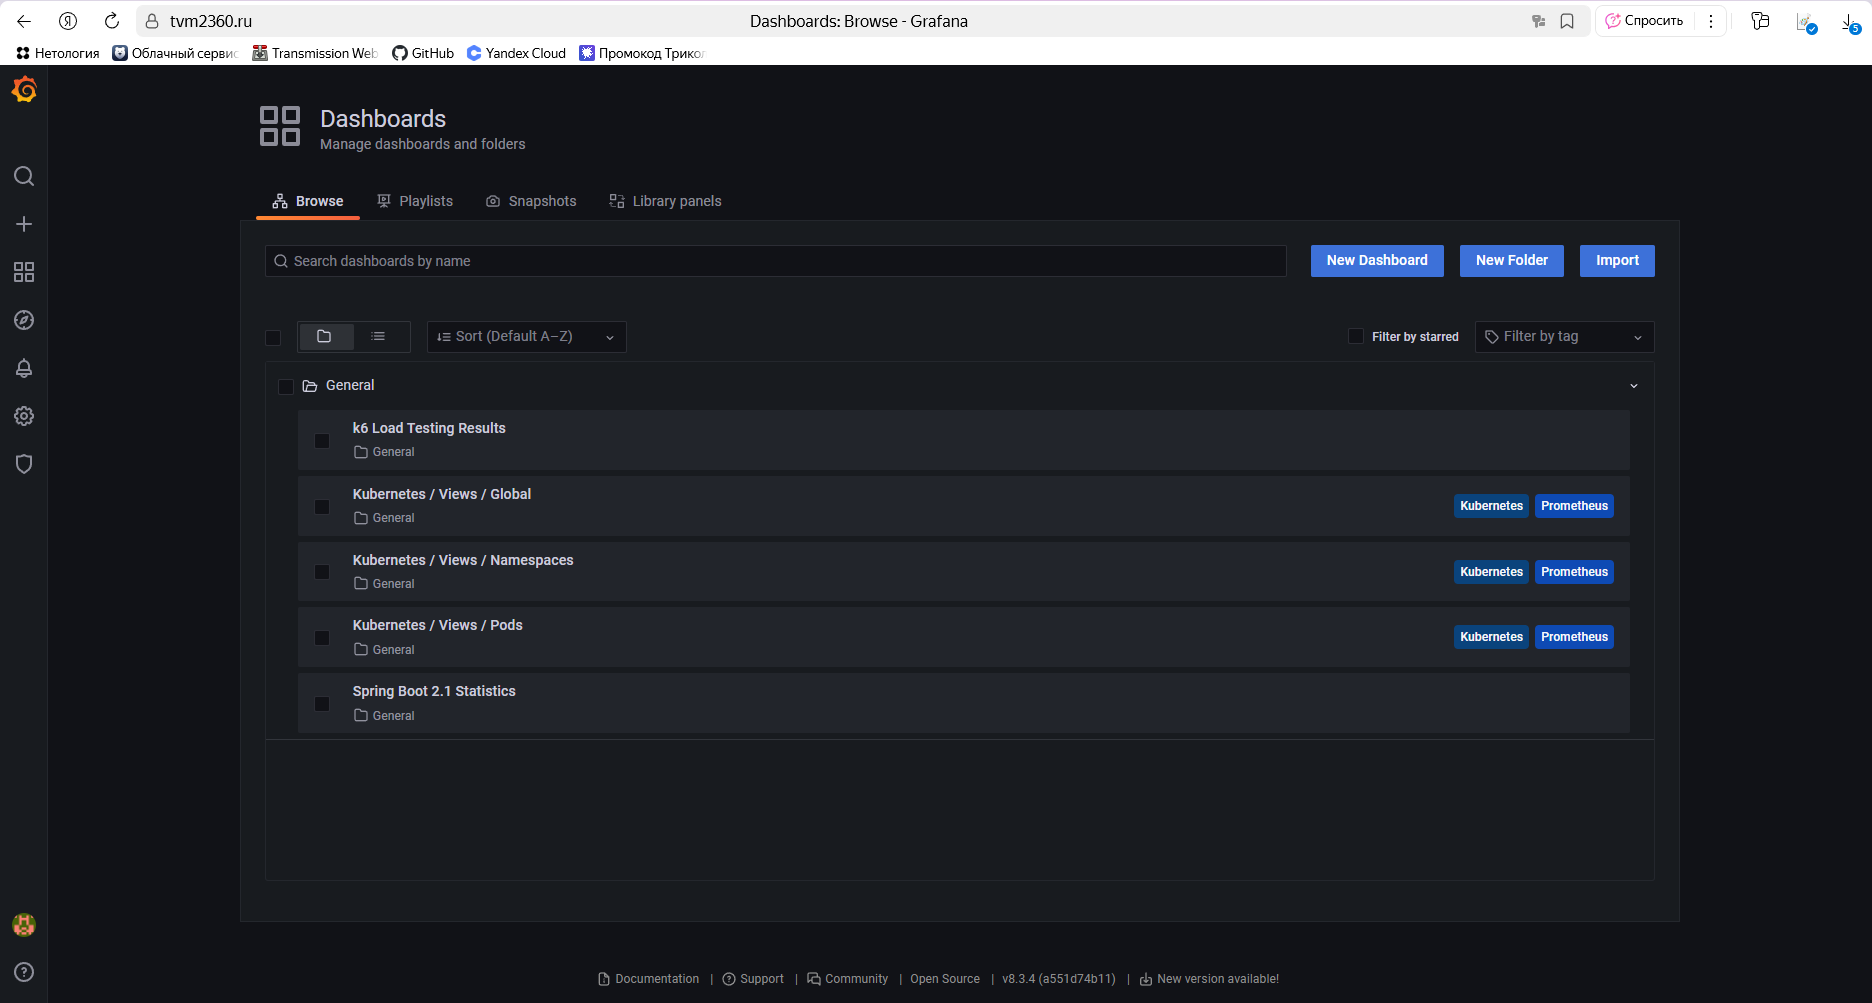 tvm2360.ru
Dashboards: Browse - Grafana
Спросить
5
Нетология
Облачный сервис
Transmission Web
GitHub
Yandex Cloud
Промокод Трикол
Dashboards
Manage dashboards and folders
Browse
Playlists
Snapshots
Library panels
Search dashboards by name
New Dashboard
New Folder
Import
Sort (Default A–Z)
Filter by starred
Filter by tag
General
k6 Load Testing Results
General
Kubernetes / Views / Global
General
Kubernetes
Prometheus
Kubernetes / Views / Namespaces
General
Kubernetes
Prometheus
Kubernetes / Views / Pods
General
Kubernetes
Prometheus
Spring Boot 2.1 Statistics
General
Documentation | Support | Community | Open Source | v8.3.4 (a551d74b11) | New version available!